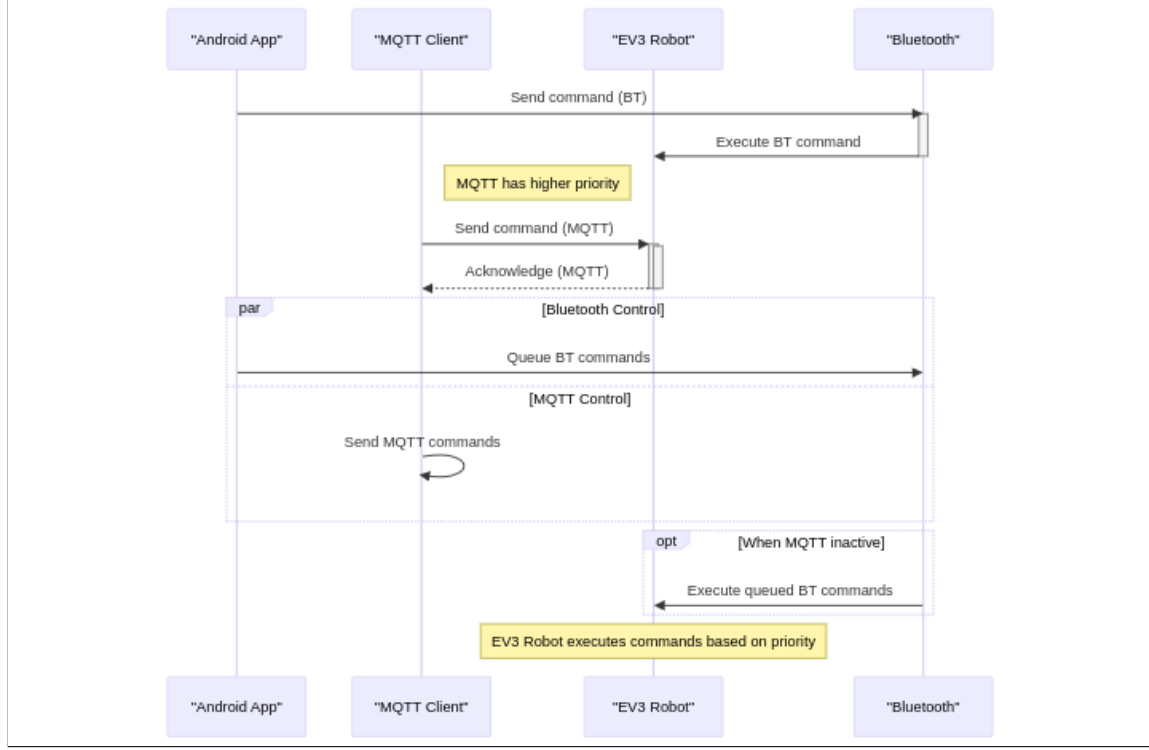 "Android App" "MQTT Client" "EV3 Robot" "Bluetooth"
Send command (BT)
Execute BT command
MQTT has higher priority
Send command (MQTT)
Acknowledge (MQTT)
par [Bluetooth Control]
Queue BT commands
[MQTT Control]
Send MQTT commands
opt [When MQTT inactive]
Execute queued BT commands
EV3 Robot executes commands based on priority
"Android App" "MQTT Client" "EV3 Robot" "Bluetooth"